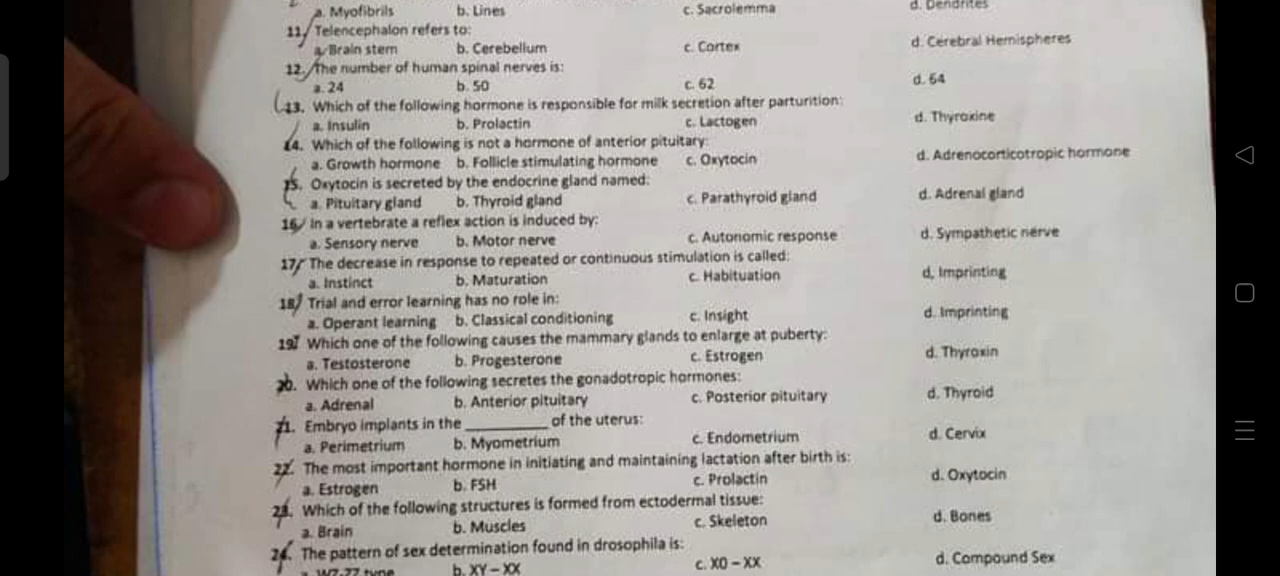 a. Myofibrils b. Lines c. Sacrolemma d. Dendrites
11. Telencephalon refers to:
a. Brain stem b. Cerebellum c. Cortex d. Cerebral Hemispheres
12. The number of human spinal nerves is:
a. 24 b. 50 c. 62 d. 64
13. Which of the following hormone is responsible for milk secretion after parturition:
a. Insulin b. Prolactin c. Lactogen d. Thyroxine
14. Which of the following is not a hormone of anterior pituitary:
a. Growth hormone b. Follicle stimulating hormone c. Oxytocin d. Adrenocorticotropic hormone
15. Oxytocin is secreted by the endocrine gland named:
a. Pituitary gland b. Thyroid gland c. Parathyroid gland d. Adrenal gland
16. In a vertebrate a reflex action is induced by:
a. Sensory nerve b. Motor nerve c. Autonomic response d. Sympathetic nerve
17. The decrease in response to repeated or continuous stimulation is called:
a. Instinct b. Maturation c. Habituation d, Imprinting
18. Trial and error learning has no role in:
a. Operant learning b. Classical conditioning c. Insight d. Imprinting
19. Which one of the following causes the mammary glands to enlarge at puberty:
a. Testosterone b. Progesterone c. Estrogen d. Thyroxin
20. Which one of the following secretes the gonadotropic hormones:
a. Adrenal b. Anterior pituitary c. Posterior pituitary d. Thyroid
21. Embryo implants in the __________ of the uterus:
a. Perimetrium b. Myometrium c. Endometrium d. Cervix
22. The most important hormone in initiating and maintaining lactation after birth is:
a. Estrogen b. FSH c. Prolactin d. Oxytocin
23. Which of the following structures is formed from ectodermal tissue:
a. Brain b. Muscles c. Skeleton d. Bones
24. The pattern of sex determination found in drosophila is:
a. WZ-ZZ type b. XY – XX c. XO – XX d. Compound Sex